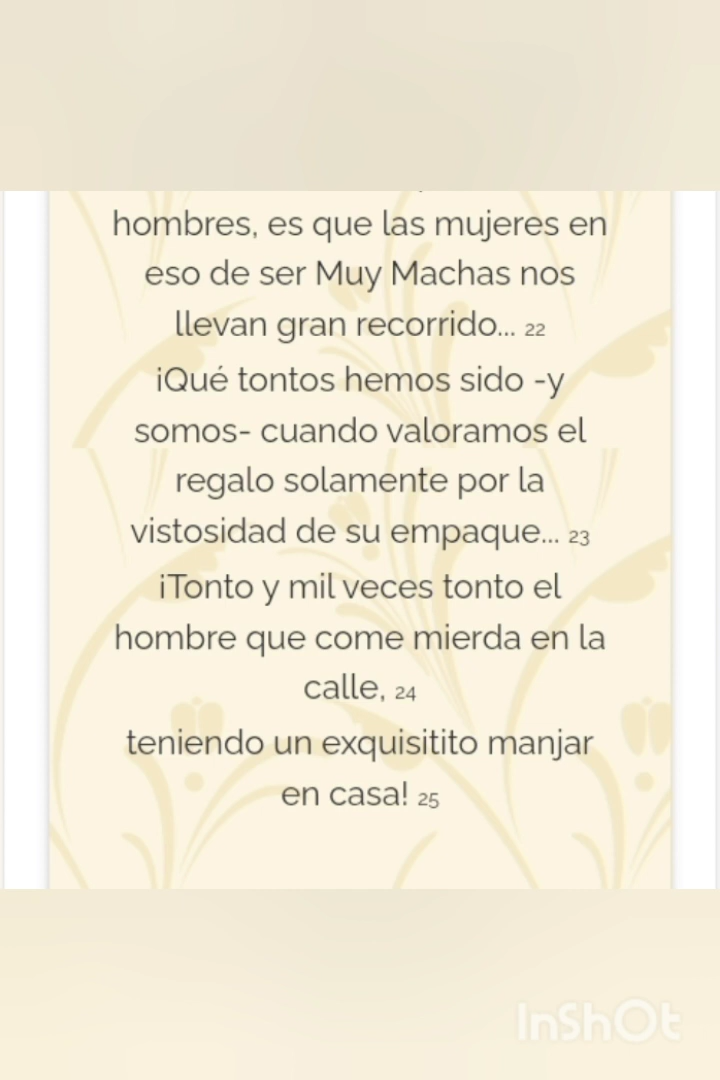 hombres, es que las mujeres en
eso de ser Muy Machas nos
llevan gran recorrido... 22
¡Qué tontos hemos sido -y
somos- cuando valoramos el
regalo solamente por la
vistosidad de su empaque... 23
¡Tonto y mil veces tonto el
hombre que come mierda en la
calle, 24
teniendo un exquisitito manjar
en casa! 25
InShOt